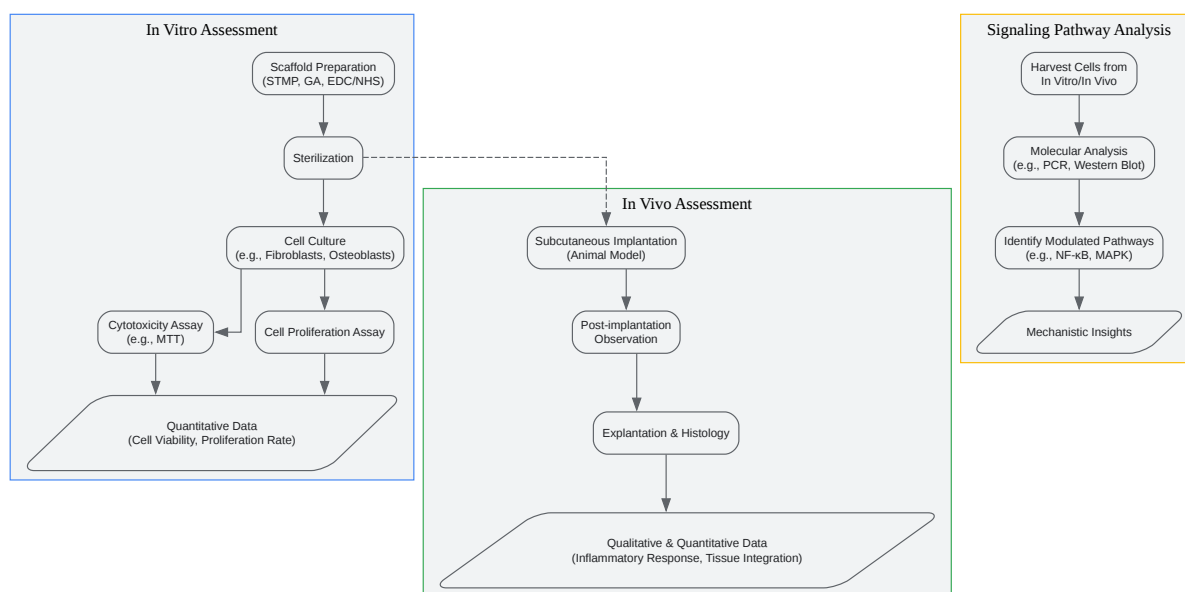 In Vitro Assessment
Scaffold Preparation
(STMP, GA, EDC/NHS)
Sterilization
Cell Culture
(e.g., Fibroblasts, Osteoblasts)
Cytotoxicity Assay
(e.g., MTT)
Cell Proliferation Assay
Quantitative Data
(Cell Viability, Proliferation Rate)
In Vivo Assessment
Subcutaneous Implantation
(Animal Model)
Post-implantation
Observation
Explantation & Histology
Qualitative & Quantitative Data
(Inflammatory Response, Tissue Integration)
Signaling Pathway Analysis
Harvest Cells from
In Vitro/In Vivo
Molecular Analysis
(e.g., PCR, Western Blot)
Identify Modulated Pathways
(e.g., NF-κB, MAPK)
Mechanistic Insights